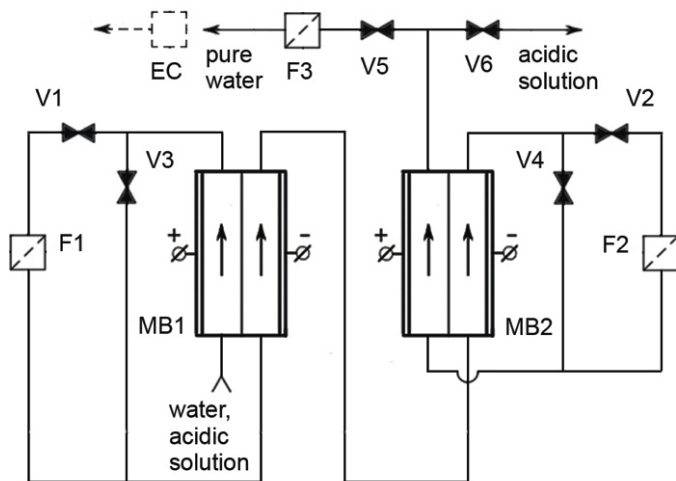 EC
pure
water
F3
V5
V6
acidic
solution
V1
V2
V3
V4
F1
+
-
+
-
F2
MB1
MB2
water,
acidic
solution